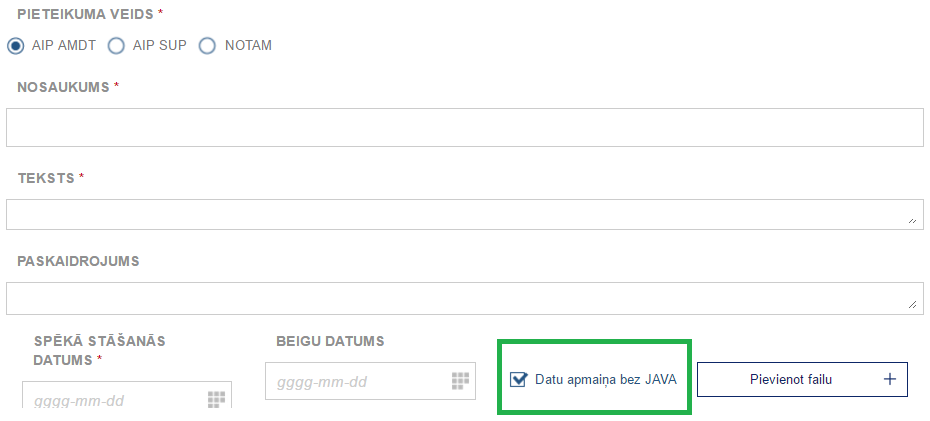 PIETEIKUMA VEIDS *
AIP AMDT AIP SUP NOTAM
NOSAUKUMS *
TEKSTS *
PASKAIDROJUMS
SPĒKĀ STĀŠANĀS
DATUMS *
gggg-mm-dd
BEIGU DATUMS
gggg-mm-dd
Datu apmaiņa bez JAVA
Pievienot failu +